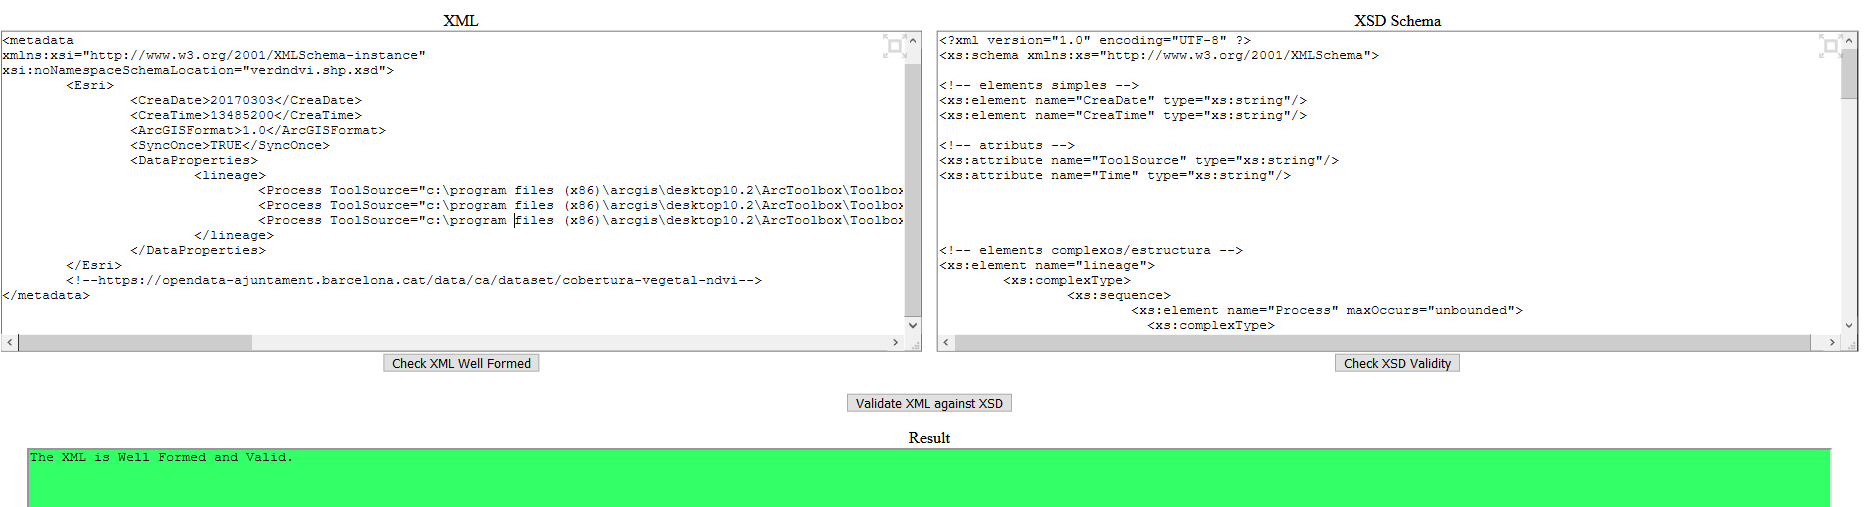 XML
<metadata
xmlns:xsi="http://www.w3.org/2001/XMLSchema-instance"
xsi:noNamespaceSchemaLocation="verdndvi.shp.xsd">
<Esri>
<CreaDate>20170303</CreaDate>
<CreaTime>13485200</CreaTime>
<ArcGISFormat>1.0</ArcGISFormat>
<SyncOnce>TRUE</SyncOnce>
<DataProperties>
<lineage>
<Process ToolSource="c:\program files (x86)\arcgis\desktop10.2\ArcToolbox\Toolbox
<Process ToolSource="c:\program files (x86)\arcgis\desktop10.2\ArcToolbox\Toolbox
<Process ToolSource="c:\program files (x86)\arcgis\desktop10.2\ArcToolbox\Toolbox
</lineage>
</DataProperties>
</Esri>
<!--https://opendata-ajuntament.barcelona.cat/data/ca/dataset/cobertura-vegetal-ndvi-->
</metadata>
Check XML Well Formed
XSD Schema
<?xml version="1.0" encoding="UTF-8" ?>
<xs:schema xmlns:xs="http://www.w3.org/2001/XMLSchema">
<!-- elements simples -->
<xs:element name="CreaDate" type="xs:string"/>
<xs:element name="CreaTime" type="xs:string"/>
<!-- atributs -->
<xs:attribute name="ToolSource" type="xs:string"/>
<xs:attribute name="Time" type="xs:string"/>
<!-- elements complexos/estructura -->
<xs:element name="lineage">
<xs:complexType>
<xs:sequence>
<xs:element name="Process" maxOccurs="unbounded">
<xs:complexType>
Check XSD Validity
Validate XML against XSD
Result
The XML is Well Formed and Valid.